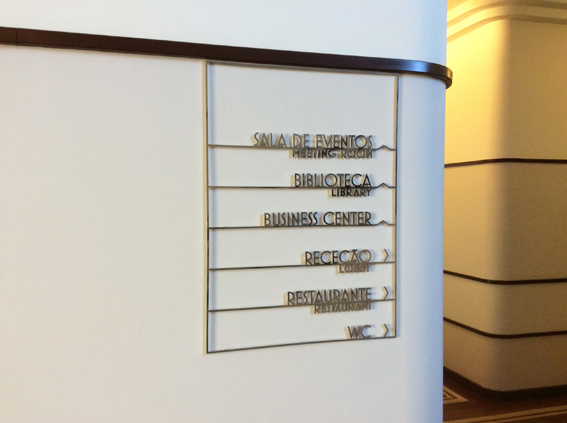 SALA DE EVENTOS
MEETING ROOM
BIBLIOTECA
LIBRARY
BUSINESS CENTER
RECEÇÃO
LOBBY
RESTAURANTE
RESTAURANT
WC